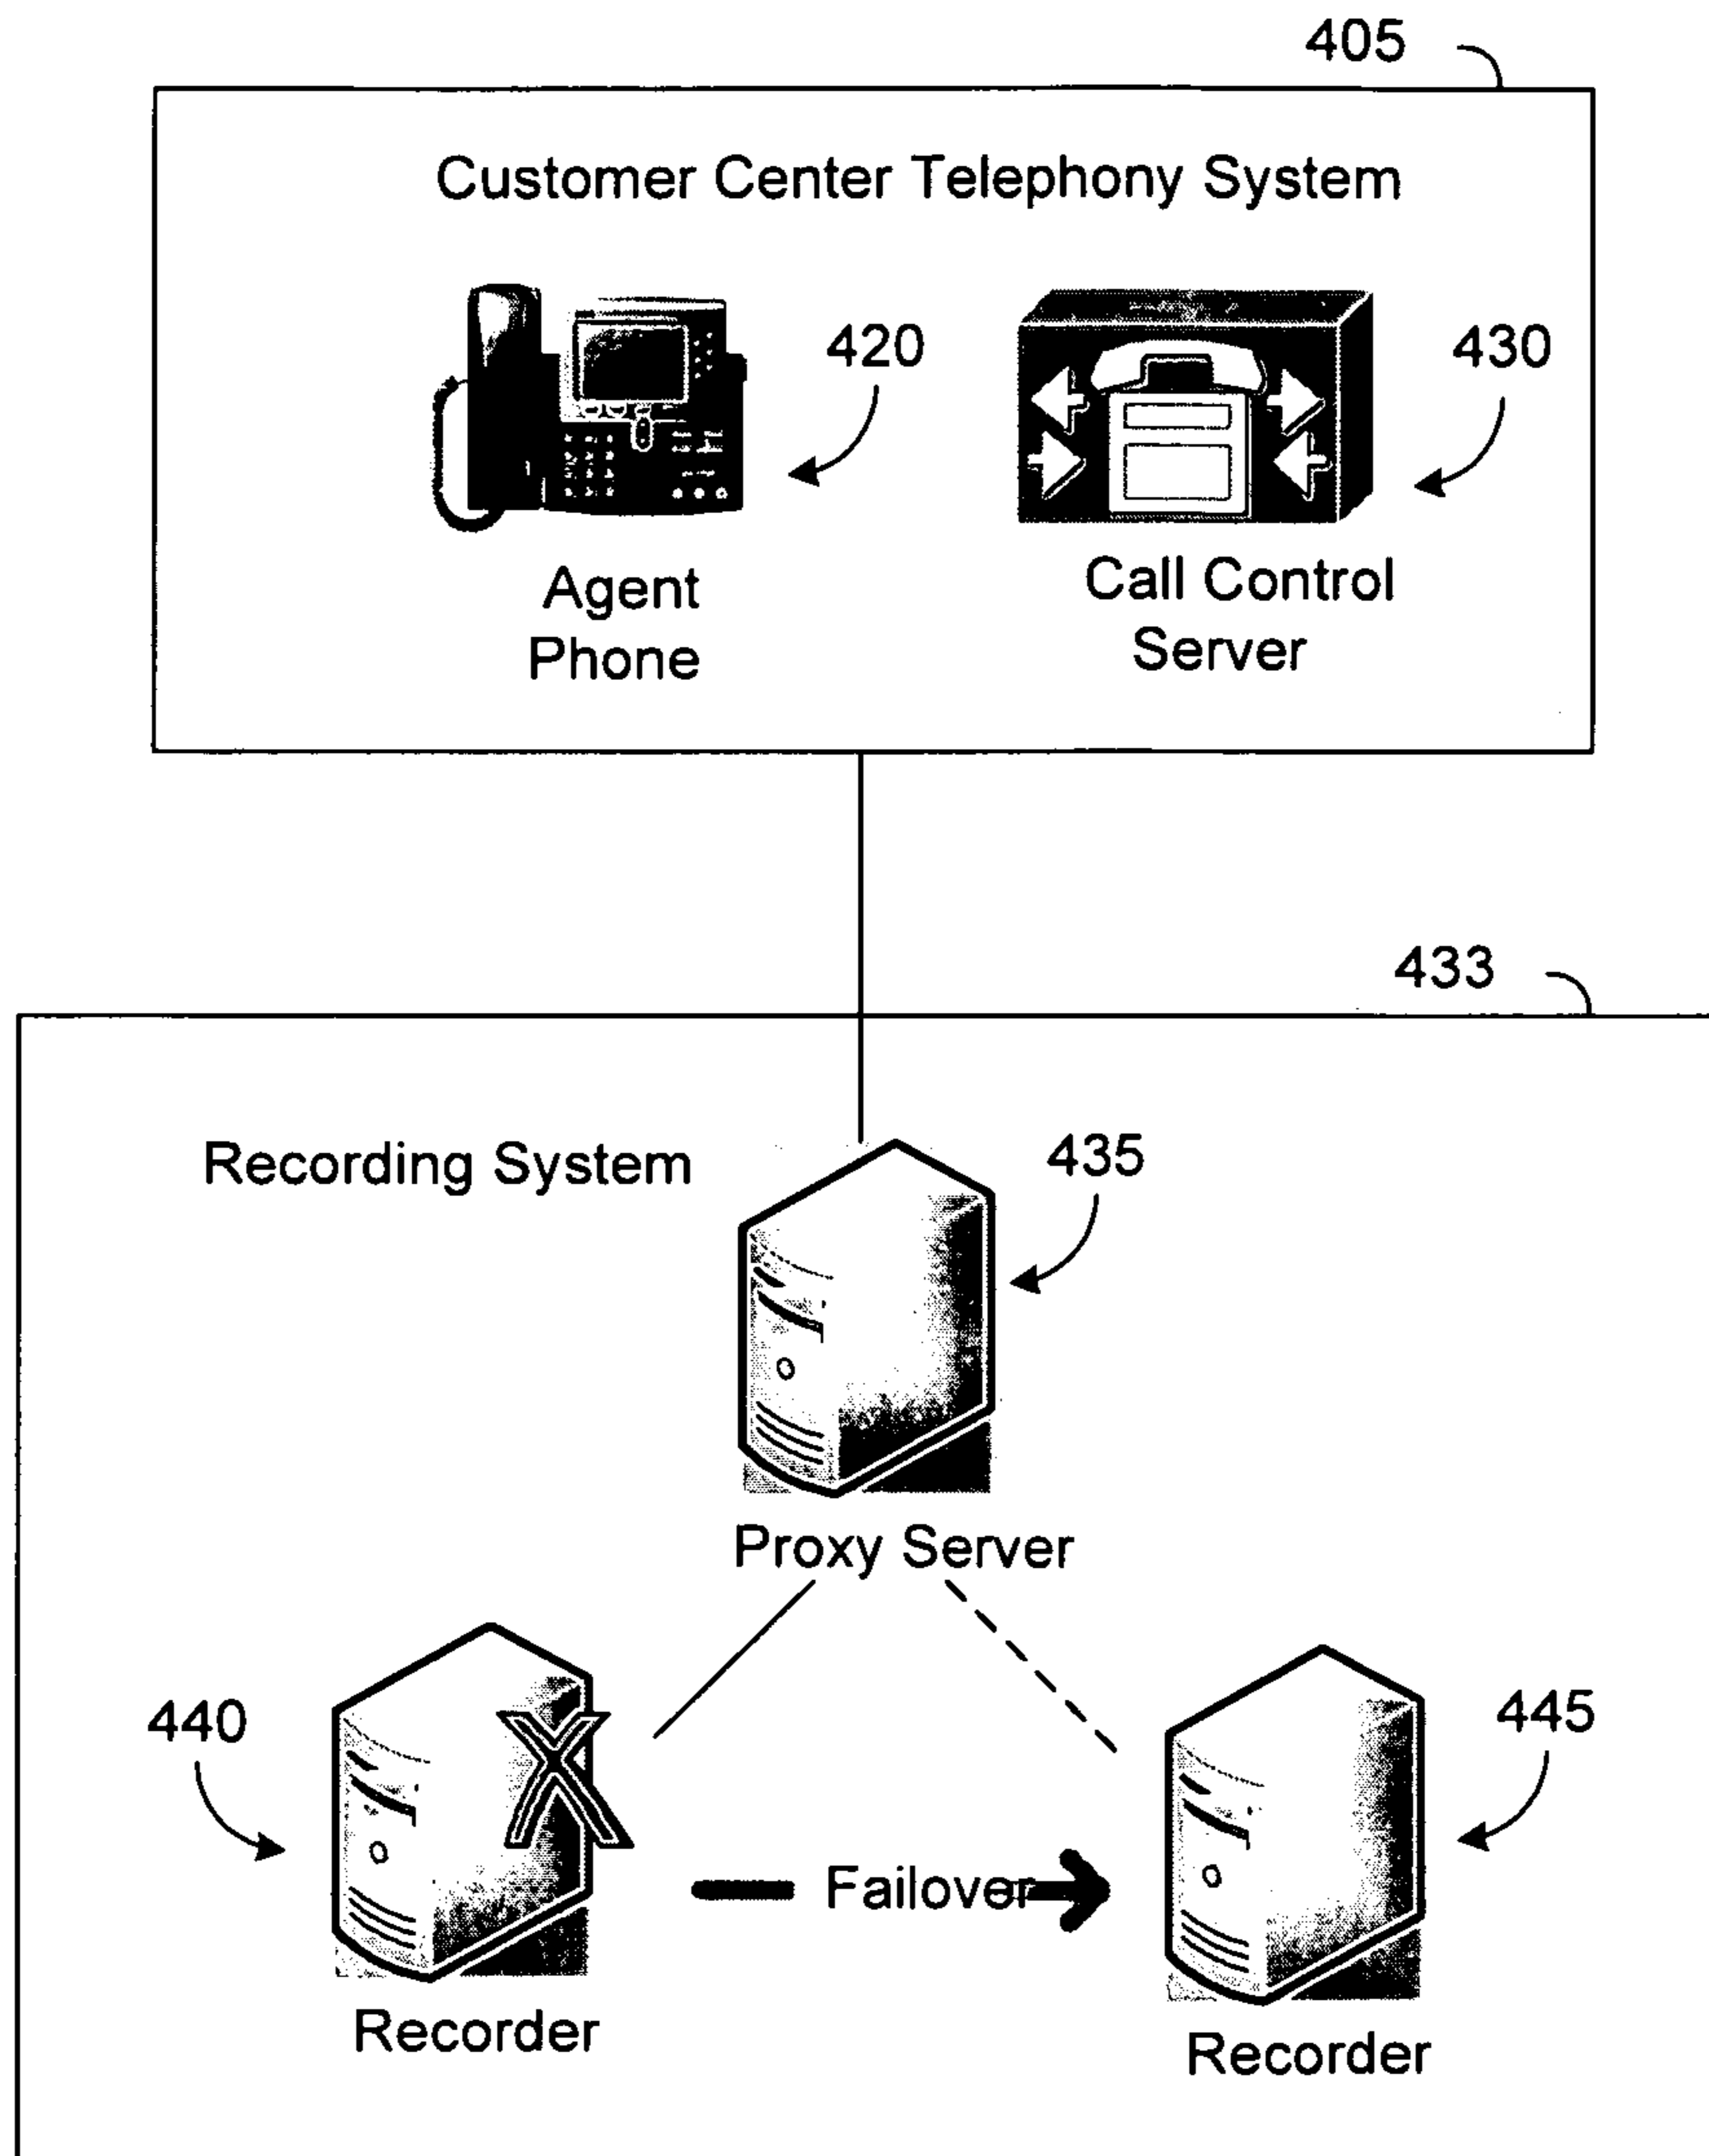 405
Customer Center Telephony System
420
430
Agent
Phone
Call Control
Server
433
Recording System
435
Proxy Server
440
445
Failover
Recorder
Recorder